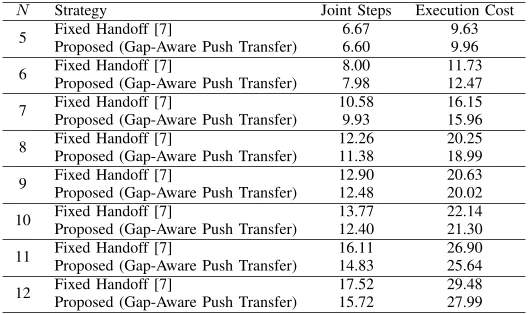 N Strategy Joint Steps Execution Cost
5 Fixed Handoff [7] 6.67 9.63
Proposed (Gap-Aware Push Transfer) 6.60 9.96
6 Fixed Handoff [7] 8.00 11.73
Proposed (Gap-Aware Push Transfer) 7.98 12.47
7 Fixed Handoff [7] 10.58 16.15
Proposed (Gap-Aware Push Transfer) 9.93 15.96
8 Fixed Handoff [7] 12.26 20.25
Proposed (Gap-Aware Push Transfer) 11.38 18.99
9 Fixed Handoff [7] 12.90 20.63
Proposed (Gap-Aware Push Transfer) 12.48 20.02
10 Fixed Handoff [7] 13.77 22.14
Proposed (Gap-Aware Push Transfer) 12.40 21.30
11 Fixed Handoff [7] 16.11 26.90
Proposed (Gap-Aware Push Transfer) 14.83 25.64
12 Fixed Handoff [7] 17.52 29.48
Proposed (Gap-Aware Push Transfer) 15.72 27.99